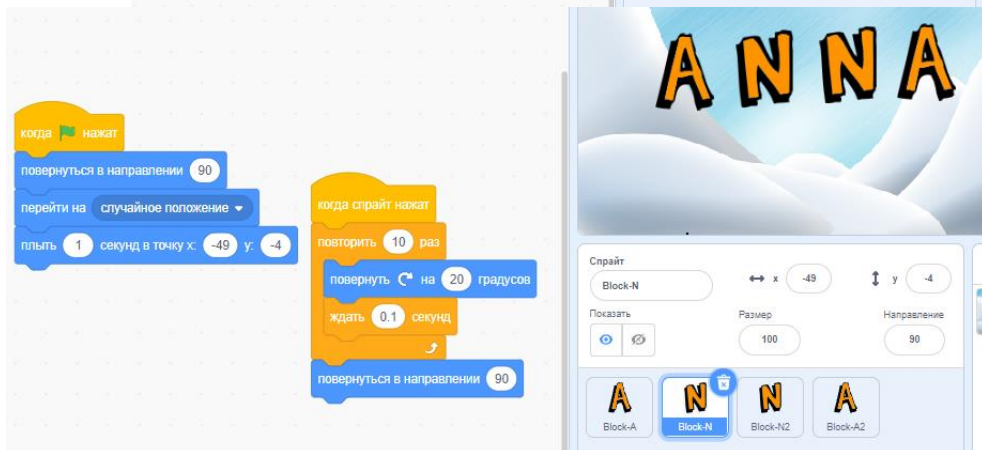 когда нажат
повернуться в направлении 90
перейти на случайное положение
плыть 1 секунд в точку x: -49 y: -4
когда спрайт нажат
повторить 10 раз
повернуть на 20 градусов
ждать 0.1 секунд
повернуться в направлении 90
ANNA
Спрайт
Block-N x -49 y -4
Показать Размер Направление
100 90
A N N A
Block-A Block-N Block-N2 Block-A2